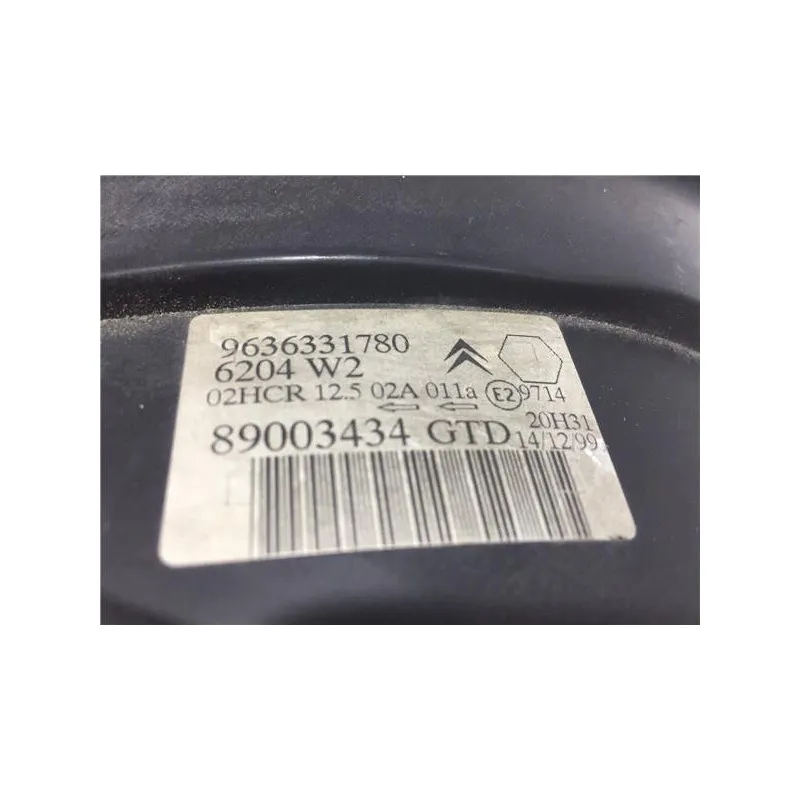 9636331780
6204 W2
02HCR 12.5 02A 011a E2 9714
89003434 GTD 20H31
14/12/99